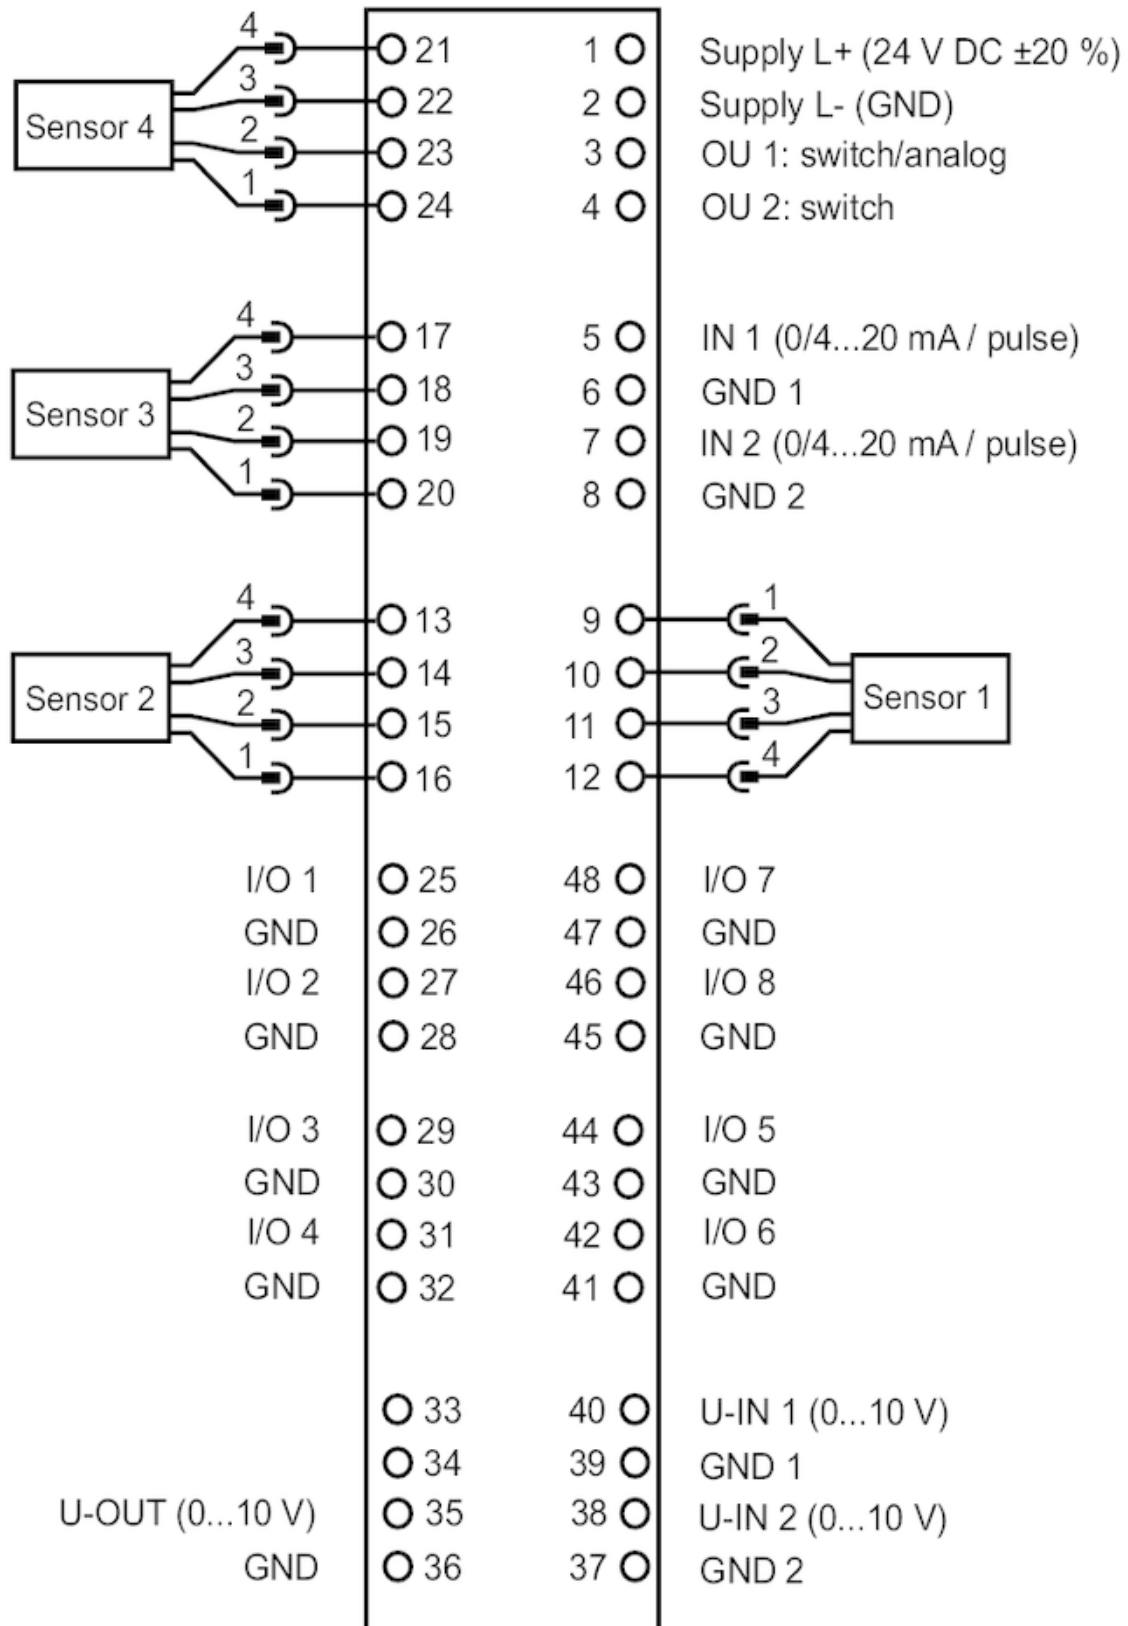 4 21 1 Supply L+ (24 V DC ±20 %)
3 22 2 Supply L- (GND)
Sensor 4
2 23 3 OU 1: switch/analog
1 24 4 OU 2: switch
4 17 5 IN 1 (0/4...20 mA / pulse)
3 18 6 GND 1
Sensor 3
2 19 7 IN 2 (0/4...20 mA / pulse)
1 20 8 GND 2
4 13 9 1
3 14 10 2
Sensor 2 Sensor 1
2 15 11 3
1 16 12 4
I/O 1 25 48 I/O 7
GND 26 47 GND
I/O 2 27 46 I/O 8
GND 28 45 GND
I/O 3 29 44 I/O 5
GND 30 43 GND
I/O 4 31 42 I/O 6
GND 32 41 GND
33 40 U-IN 1 (0...10 V)
34 39 GND 1
U-OUT (0...10 V) 35 38 U-IN 2 (0...10 V)
GND 36 37 GND 2